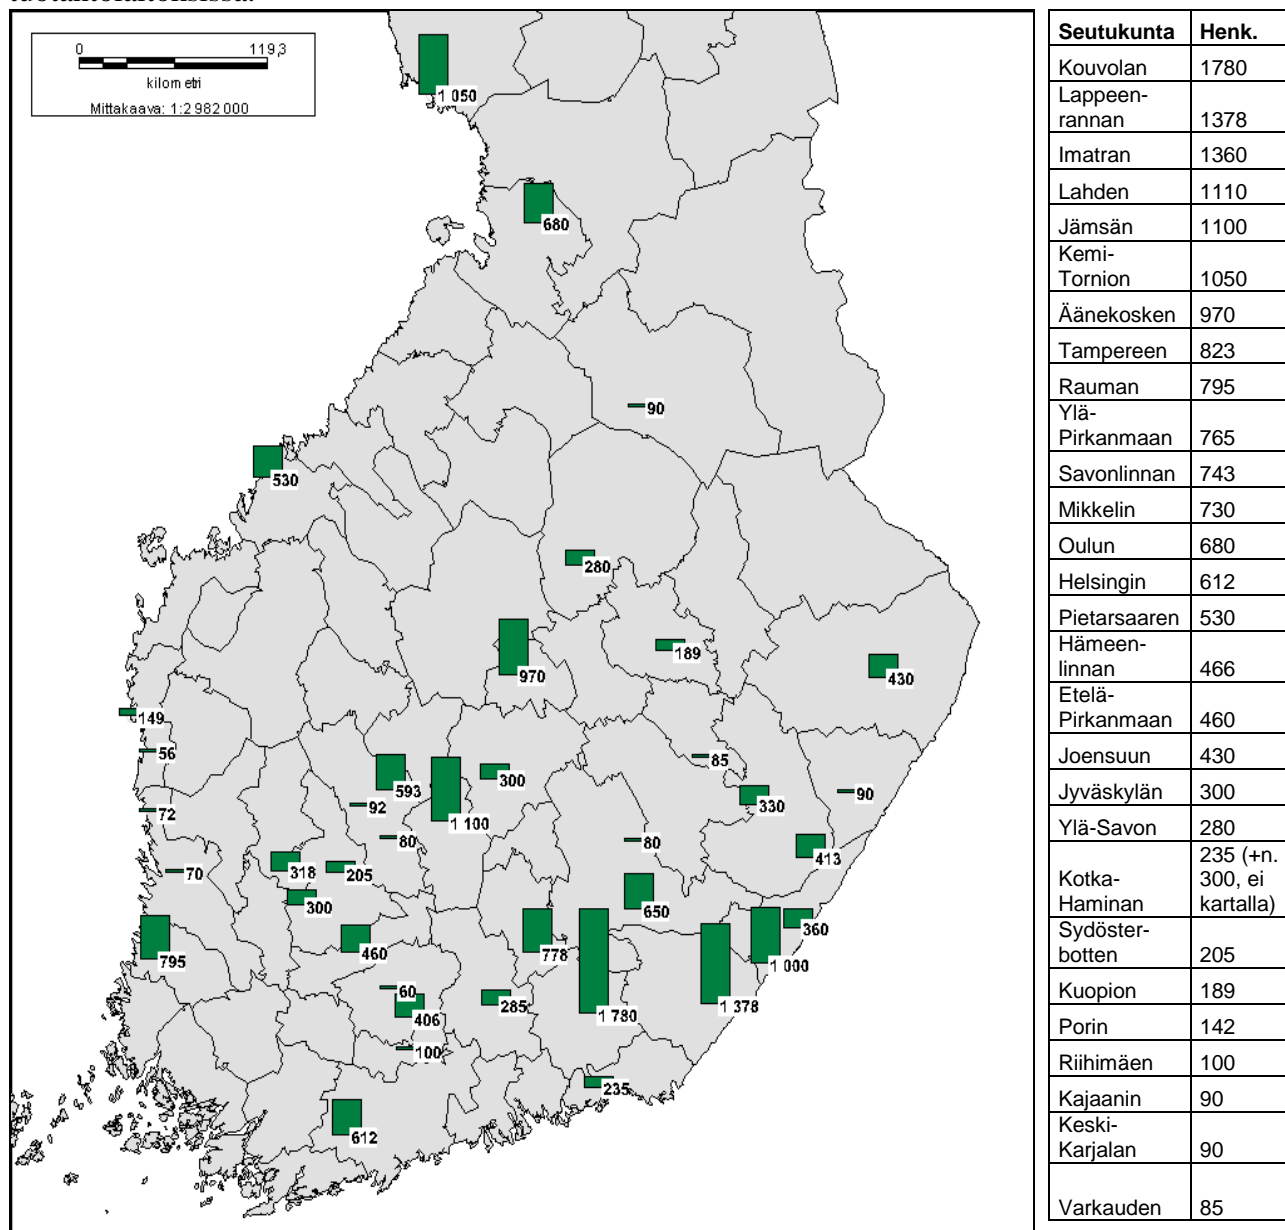 0 119,3
kilometri
Mittakaava: 1:2 982 000
1 050
680
90
530
280
970
189
430
149
56
593
300
85
90
92
72
1 100
330
80
80
413
70
318
205
300
650
795
460
778
360
1 000
60
285
1 378
406
1 780
100
235
612
Seutukunta Henk.
Kouvolan 1780
Lappeen-
rannan 1378
Imatran 1360
Lahden 1110
Jämsän 1100
Kemi-
Tornion 1050
Äänekosken 970
Tampereen 823
Rauman 795
Ylä-
Pirkanmaan 765
Savonlinnan 743
Mikkelin 730
Oulun 680
Helsingin 612
Pietarsaaren 530
Hämeen-
linnan 466
Etelä-
Pirkanmaan 460
Joensuun 430
Jyväskylän 300
Ylä-Savon 280
Kotka-
Haminan
235 (+n.
300, ei
kartalla)
Sydöster-
botten 205
Kuopion 189
Porin 142
Riihimäen 100
Kajaanin 90
Keski-
Karjalan 90
Varkauden 85